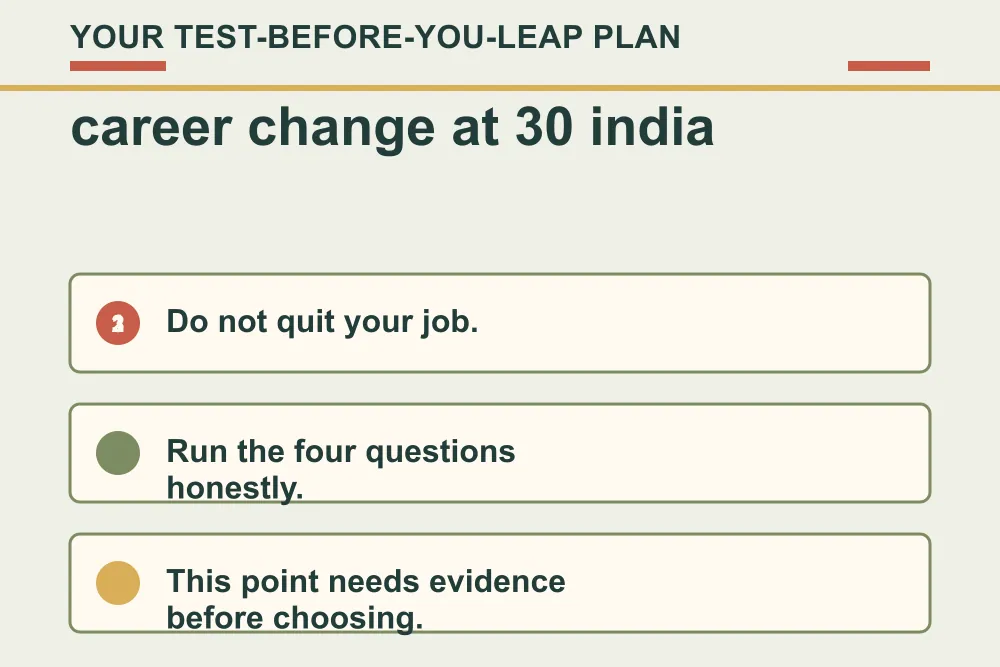 YOUR TEST-BEFORE-YOU-LEAP PLAN
career change at 30 india
Do not quit your job.
Run the four questions
honestly.
This point needs evidence
before choosing.